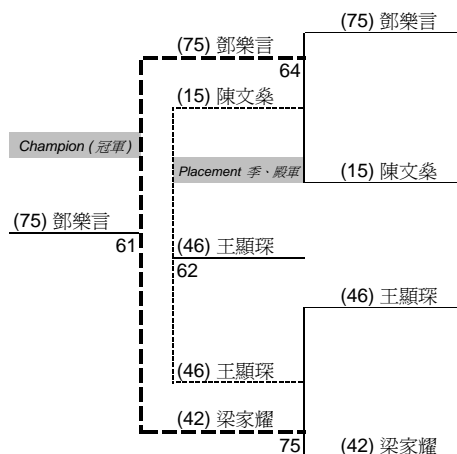 (75) 鄧樂言
(75) 鄧樂言
64
(15) 陳文燊
Champion (冠軍)
Placement 季、殿軍
(15) 陳文燊
(75) 鄧樂言
61
(46) 王顯琛
62
(46) 王顯琛
(46) 王顯琛
(42) 梁家耀
75
(42) 梁家耀